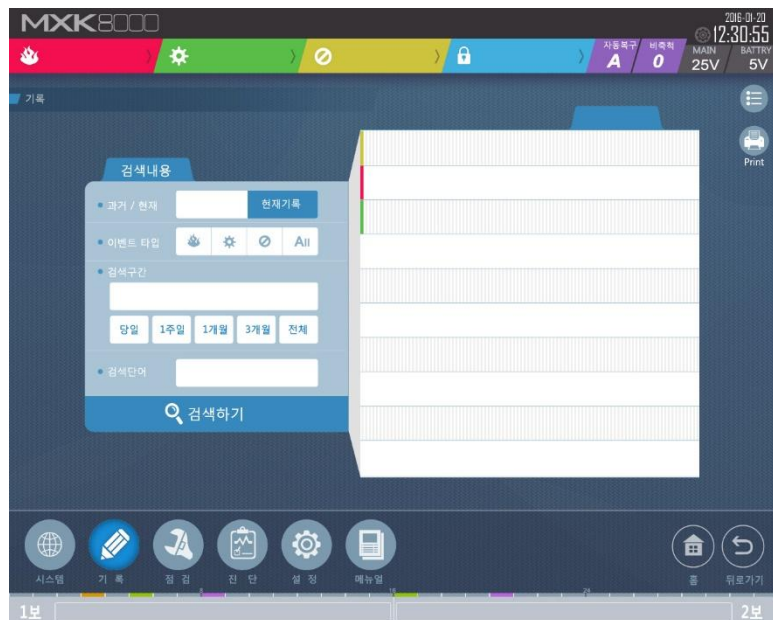 MXK8000
2016-01-20
12:30:55
자동복구
A
비축적
0
MAIN
25V
BATTRY
5V
기록
Print
검색내용
과거 / 현재
현재기록
이벤트 타입
All
검색구간
당일
1주일
1개월
3개월
전체
검색단어
검색하기
시스템
기 록
점 검
진 단
설 정
메뉴얼
홈
뒤로가기
1보
2보